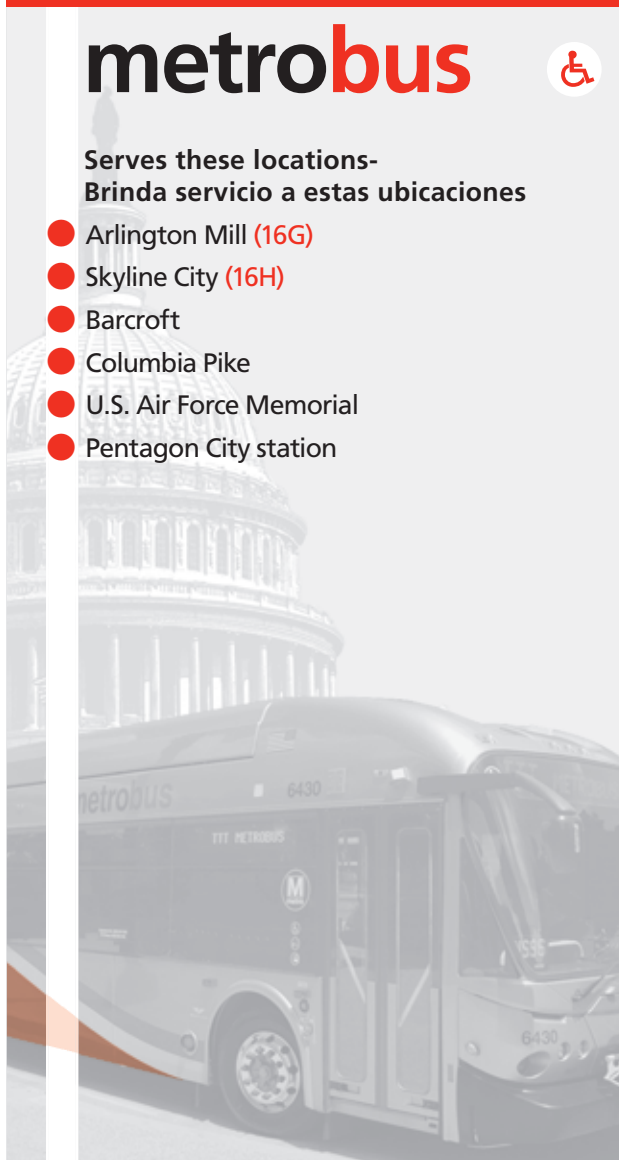 metrobus
Serves these locations-
Brinda servicio a estas ubicaciones
Arlington Mill (16G)
Skyline City (16H)
Barcroft
Columbia Pike
U.S. Air Force Memorial
Pentagon City station
metrobus
6430
TYT METROBUS
M
6430